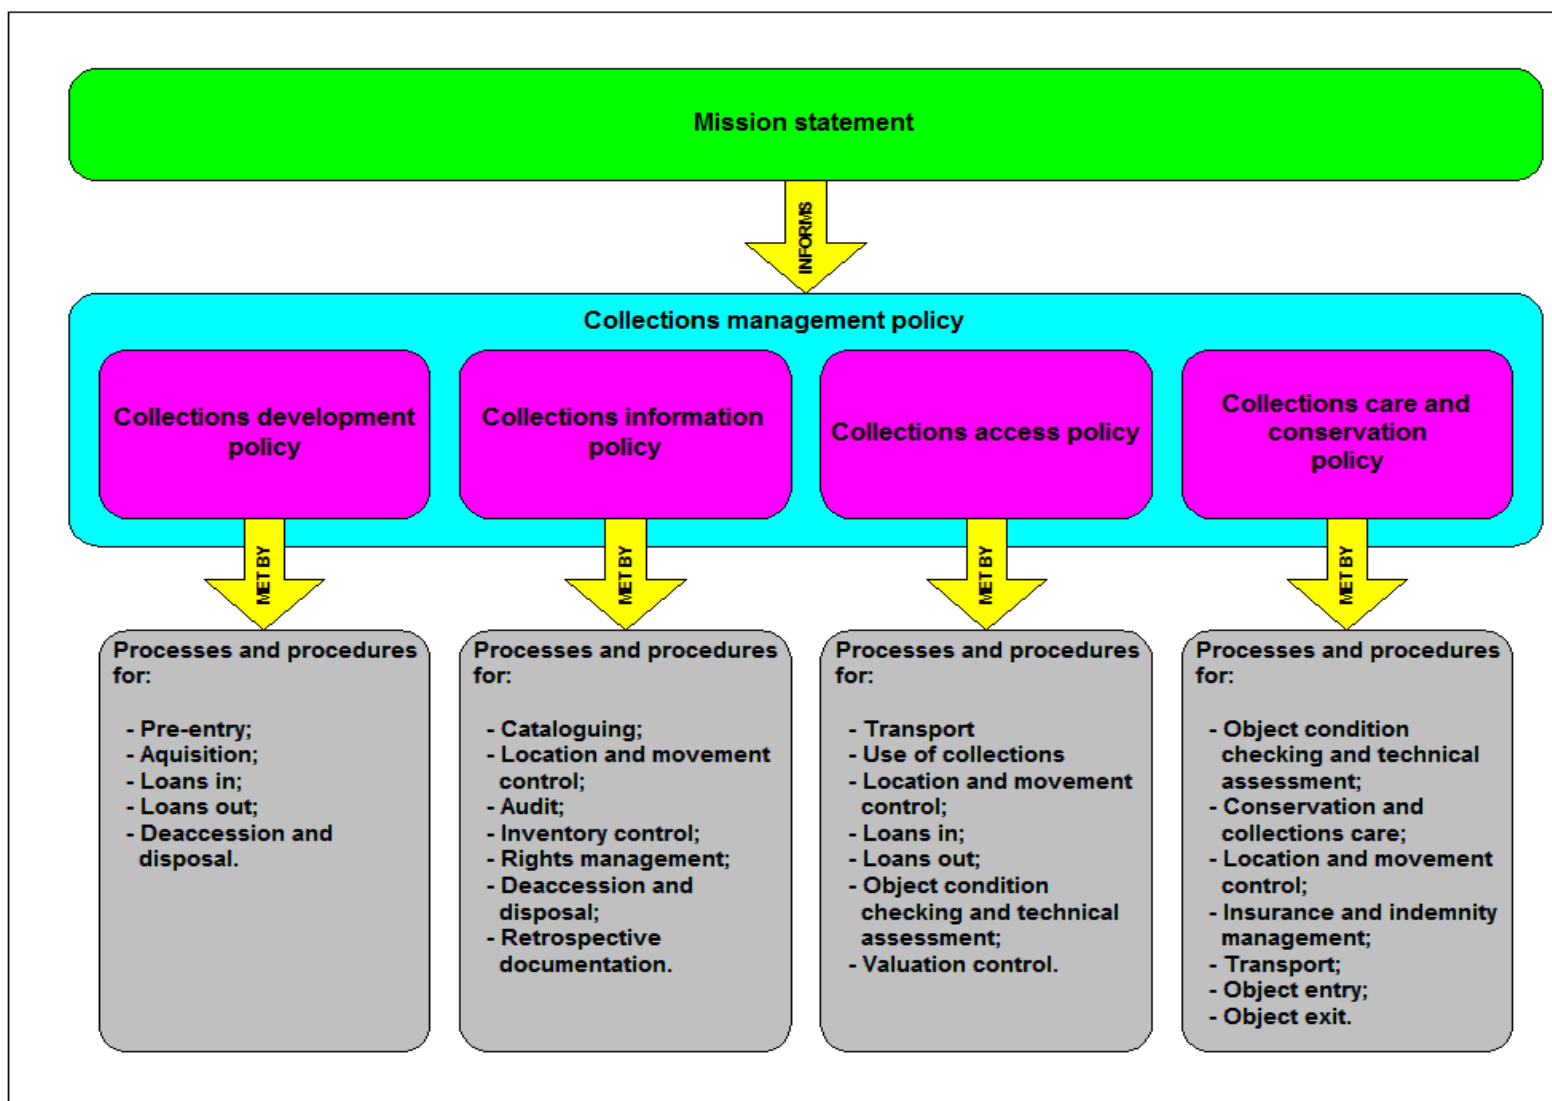 Mission statement
INFORMS
Collections management policy
Collections development
policy
Collections information
policy
Collections access policy
Collections care and
conservation
policy
MET BY
MET BY
MET BY
MET BY
Processes and procedures
for:
- Pre-entry;
- Aquisition;
- Loans in;
- Loans out;
- Deaccession and
disposal.
Processes and procedures
for:
- Cataloguing;
- Location and movement
control;
- Audit;
- Inventory control;
- Rights management;
- Deaccession and
disposal;
- Retrospective
documentation.
Processes and procedures
for:
- Transport
- Use of collections
- Location and movement
control;
- Loans in;
- Loans out;
- Object condition
checking and technical
assessment;
- Valuation control.
Processes and procedures
for:
- Object condition
checking and technical
assessment;
- Conservation and
collections care;
- Location and movement
control;
- Insurance and indemnity
management;
- Transport;
- Object entry;
- Object exit.